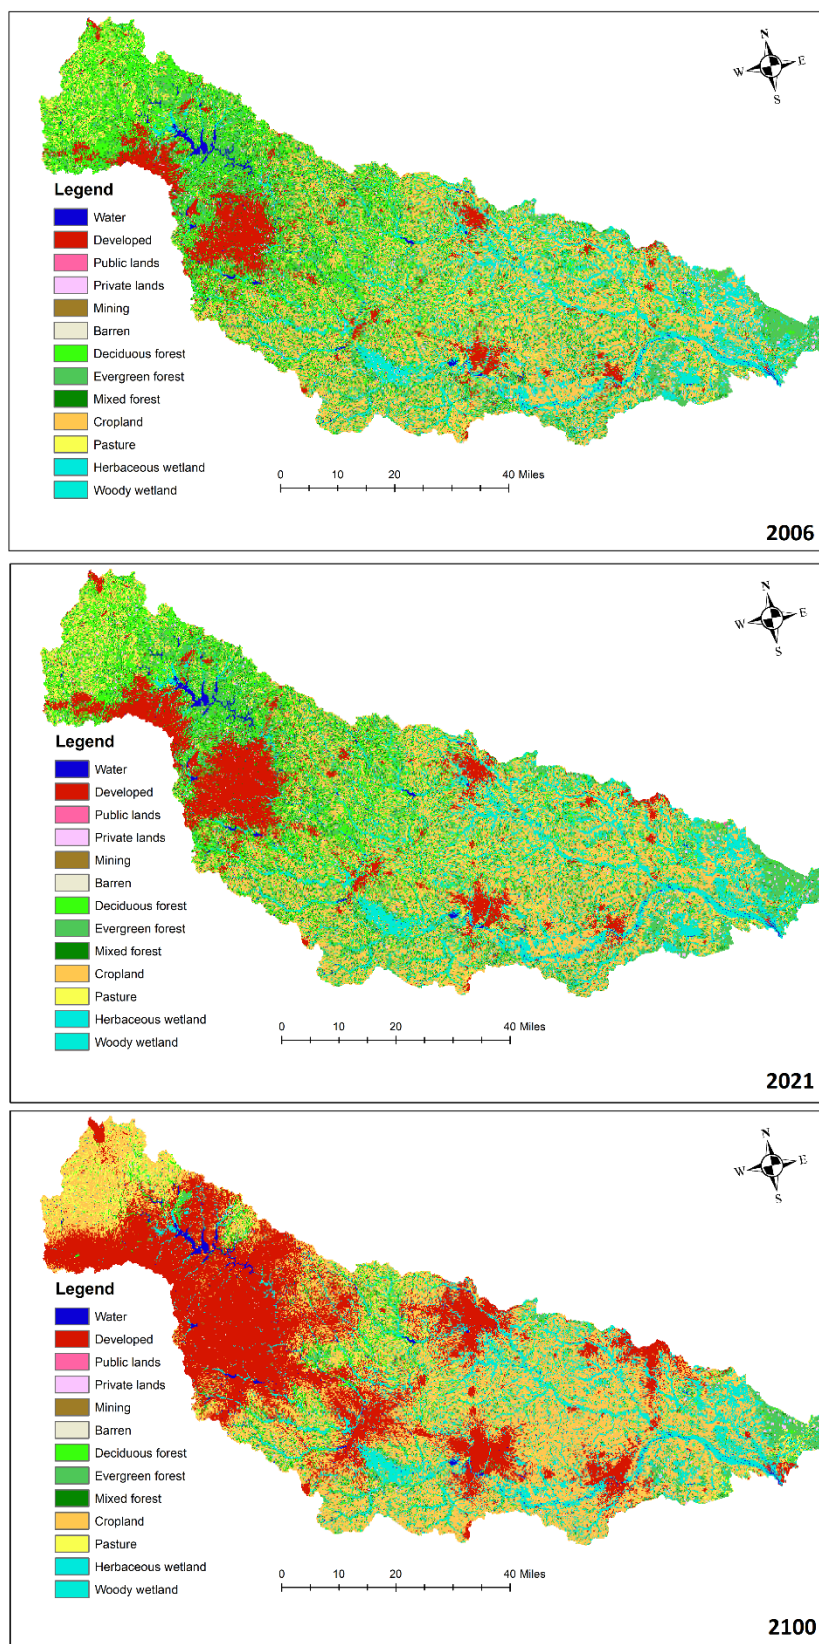 N
W E
S
Legend
Water
Developed
Public lands
Private lands
Mining
Barren
Deciduous forest
Evergreen forest
Mixed forest
Cropland
Pasture
Herbaceous wetland
Woody wetland
0 10 20 40 Miles
2006
N
W E
S
Legend
Water
Developed
Public lands
Private lands
Mining
Barren
Deciduous forest
Evergreen forest
Mixed forest
Cropland
Pasture
Herbaceous wetland
Woody wetland
0 10 20 40 Miles
2021
N
W E
S
Legend
Water
Developed
Public lands
Private lands
Mining
Barren
Deciduous forest
Evergreen forest
Mixed forest
Cropland
Pasture
Herbaceous wetland
Woody wetland
0 10 20 40 Miles
2100